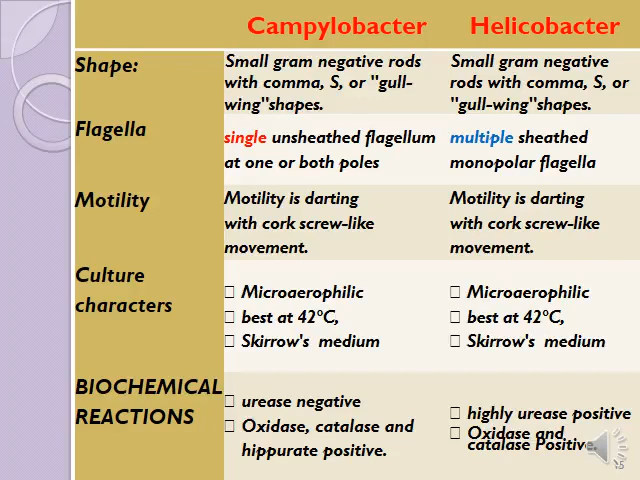 Campylobacter Helicobacter
Shape:
Small gram negative rods
with comma, S, or "gull-
wing"shapes.
Small gram negative
rods with comma, S, or
"gull-wing"shapes.
Flagella
single unsheathed flagellum
at one or both poles
multiple sheathed
monopolar flagella
Motility
Motility is darting
with cork screw-like
movement.
Motility is darting
with cork screw-like
movement.
Culture
characters
Microaerophilic
best at 42°C,
Skirrow's medium
Microaerophilic
best at 42°C,
Skirrow's medium
BIOCHEMICAL
REACTIONS
urease negative
Oxidase, catalase and
hippurate positive.
highly urease positive
Oxidase and
catalase Positive.